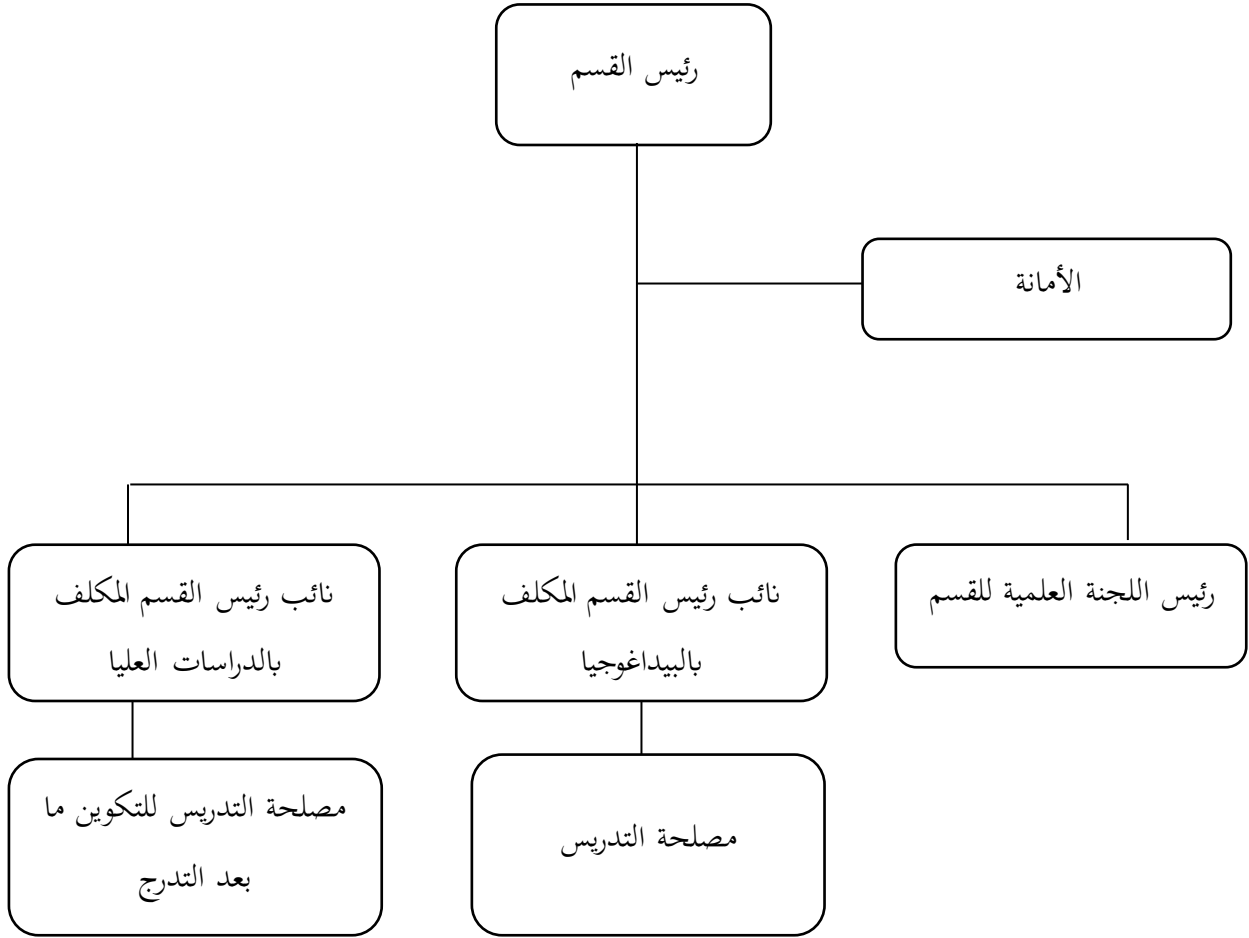 رئيس القسم
الأمانة
رئيس اللجنة العلمية للقسم
نائب رئيس القسم المكلف
بالبيداغوجيا
نائب رئيس القسم المكلف
بالدراسات العليا
مصلحة التدريس
مصلحة التدريس للتكوين ما
بعد التدرج